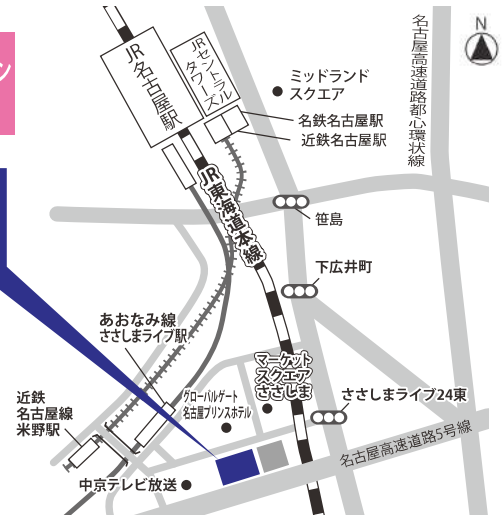 N
ン
JR名古屋駅
JRセントラル
タワーズ
ミッドランド
スクエア
名鉄名古屋駅
近鉄名古屋駅
名古屋高速道路都心環状線
JR東海道本線
笹島
下広井町
あおなみ線
ささしまライブ駅
マーケット
スクエア
ささしま
グローバルゲート
名古屋プリンスホテル
ささしまライブ24東
近鉄
名古屋線
米野駅
名古屋高速道路5号線
中京テレビ放送